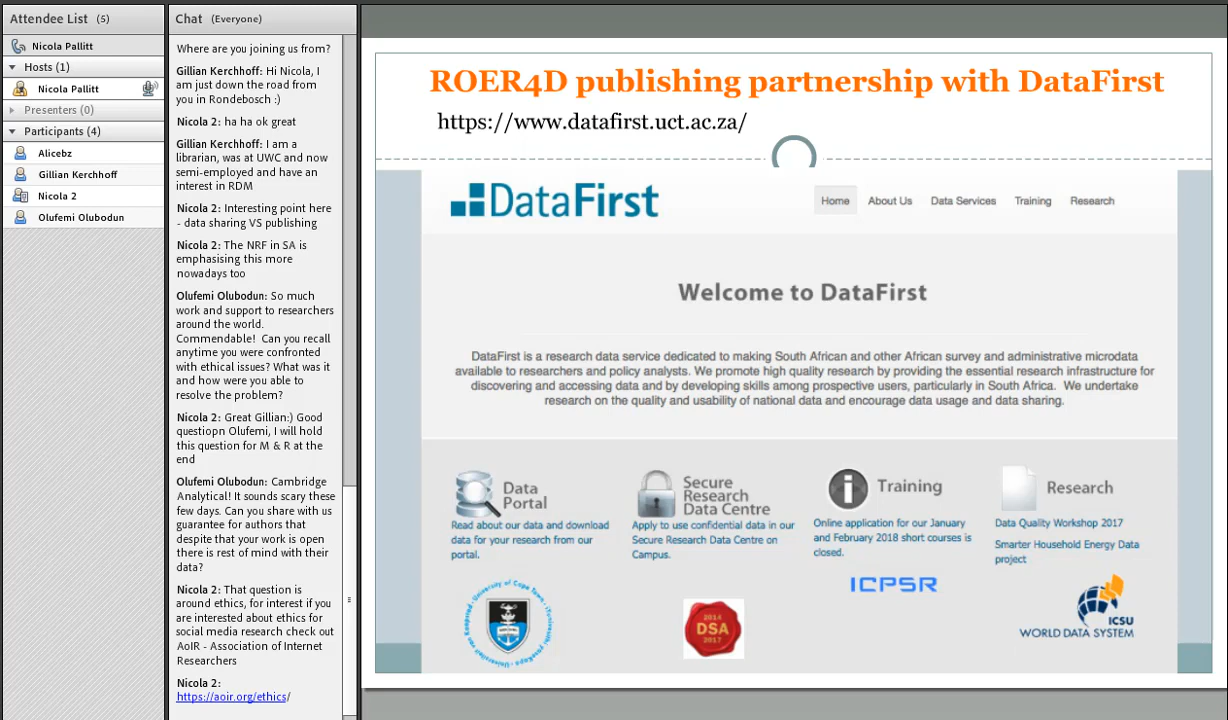 Attendee List (5)
Nicola Pallitt
Hosts (1)
Nicola Pallitt
Presenters (0)
Participants (4)
Alicebz
Gillian Kerchhoff
Nicola 2
Olufemi Olubodun
Chat (Everyone)
Where are you joining us from?
Gillian Kerchhoff: Hi Nicola, I
am just down the road from
you in Rondebosch :)
Nicola 2: ha ha ok great
Gillian Kerchhoff: I am a
librarian, was at UWC and now
semi-employed and have an
interest in RDM
Nicola 2: Interesting point here
- data sharing VS publishing
Nicola 2: The NRF in SA is
emphasising this more
nowadays too
Olufemi Olubodun: So much
work and support to researchers
around the world.
Commendable! Can you recall
anytime you were confronted
with ethical issues? What was it
and how were you able to
resolve the problem?
Nicola 2: Great Gillian:) Good
questiopn Olufemi, I will hold
this question for M & R at the
end
Olufemi Olubodun: Cambridge
Analytical! It sounds scary these
few days. Can you share with us
guarantee for authors that
despite that your work is open
there is rest of mind with their
data?
Nicola 2: That question is
around ethics, for interest if you
are interested about ethics for
social media research check out
AoIR - Association of Internet
Researchers
Nicola 2:
https://aoir.org/ethics/
ROER4D publishing partnership with DataFirst
https://www.datafirst.uct.ac.za/
DataFirst
Home About Us Data Services Training Research
Welcome to DataFirst
DataFirst is a research data service dedicated to making South African and other African survey and administrative microdata
available to researchers and policy analysts. We promote high quality research by providing the essential research infrastructure for
discovering and accessing data and by developing skills among prospective users, particularly in South Africa. We undertake
research on the quality and usability of national data and encourage data usage and data sharing.
Data
Portal
Read about our data and download
data for your research from our
portal.
Secure
Research
Data Centre
Apply to use confidential data in our
Secure Research Data Centre on
Campus.
Training
Online application for our January
and February 2018 short courses is
closed.
Research
Data Quality Workshop 2017
Smarter Household Energy Data
project
ICPSR
2014
DSA
2017
ICSU
WORLD DATA SYSTEM